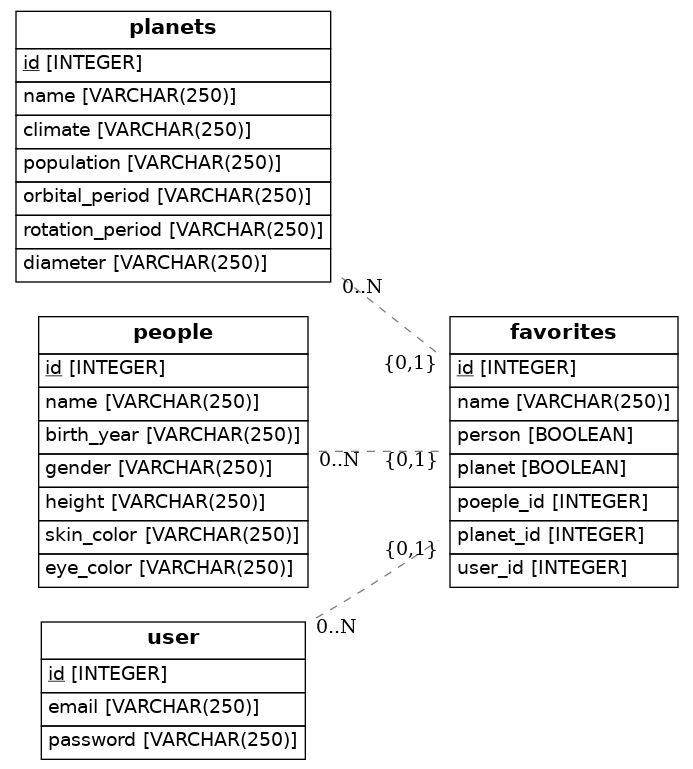 planets
id [INTEGER]
name [VARCHAR(250)]
climate [VARCHAR(250)]
population [VARCHAR(250)]
orbital_period [VARCHAR(250)]
rotation_period [VARCHAR(250)]
diameter [VARCHAR(250)]
0..N
{0,1}
people
id [INTEGER]
name [VARCHAR(250)]
birth_year [VARCHAR(250)]
gender [VARCHAR(250)]
height [VARCHAR(250)]
skin_color [VARCHAR(250)]
eye_color [VARCHAR(250)]
0..N
{0,1}
favorites
id [INTEGER]
name [VARCHAR(250)]
person [BOOLEAN]
planet [BOOLEAN]
poeple_id [INTEGER]
planet_id [INTEGER]
user_id [INTEGER]
{0,1}
0..N
user
id [INTEGER]
email [VARCHAR(250)]
password [VARCHAR(250)]